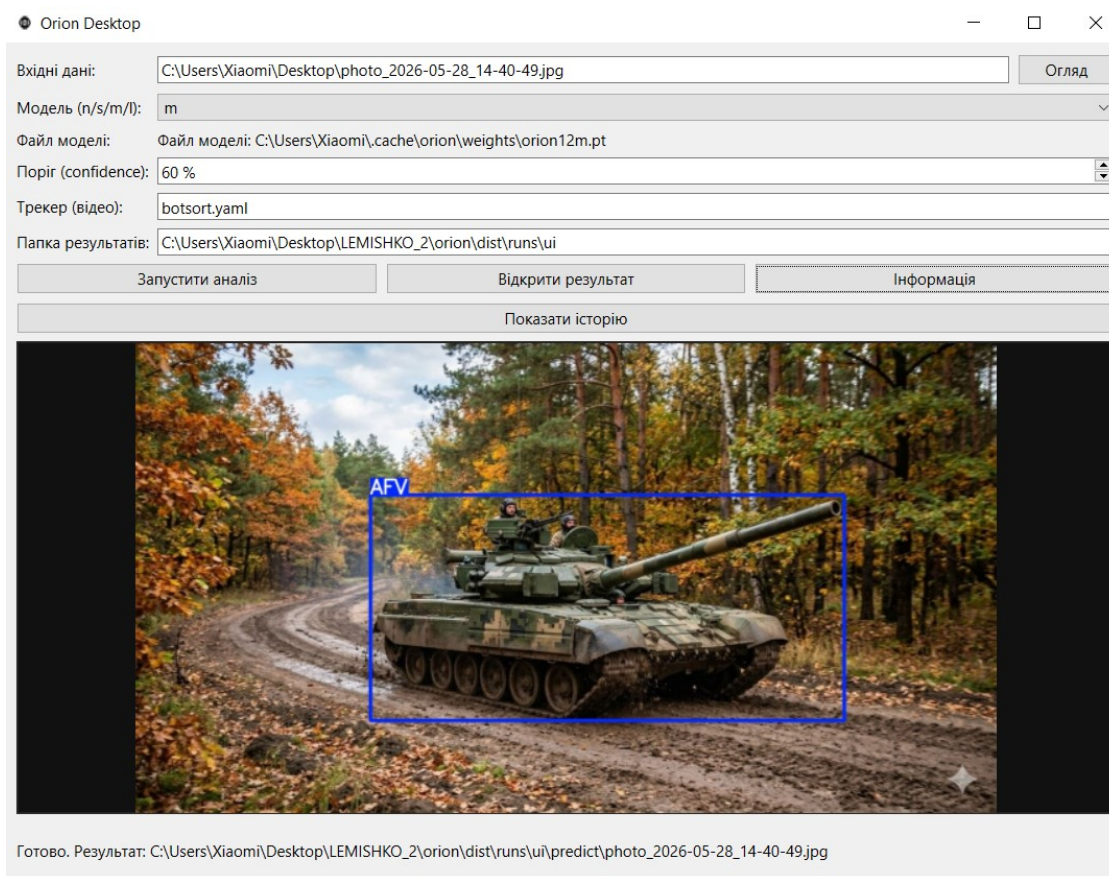 Orion Desktop
Вхідні дані: C:\Users\Xiaomi\Desktop\photo_2026-05-28_14-40-49.jpg Огляд
Модель (n/s/m/l): m
Файл моделі: Файл моделі: C:\Users\Xiaomi\.cache\orion\weights\orion12m.pt
Поріг (confidence): 60 %
Трекер (відео): botsort.yaml
Папка результатів: C:\Users\Xiaomi\Desktop\LEMISHKO_2\orion\dist\runs\ui
Запустити аналіз Відкрити результат Інформація
Показати історію
AFV
Готово. Результат: C:\Users\Xiaomi\Desktop\LEMISHKO_2\orion\dist\runs\ui\predict\photo_2026-05-28_14-40-49.jpg